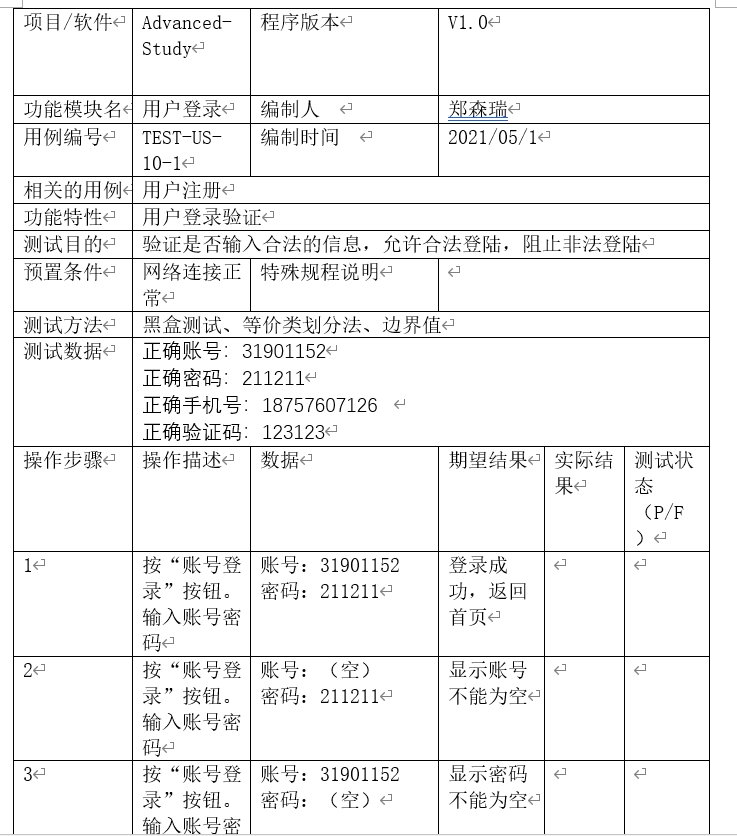 项目/软件 Advanced-Study 程序版本 V1.0
功能模块名 用户登录 编制人 郑森瑞
用例编号 TEST-US-10-1 编制时间 2021/05/1
相关的用例 用户注册
功能特性 用户登录验证
测试目的 验证是否输入合法的信息，允许合法登陆，阻止非法登陆
预置条件 网络连接正常 特殊规程说明
测试方法 黑盒测试、等价类划分法、边界值
测试数据 正确账号：31901152
正确密码：211211
正确手机号：18757607126
正确验证码：123123
操作步骤 操作描述 数据 期望结果 实际结果 测试状态（P/F）
1 按“账号登录”按钮。输入账号密码 账号：31901152 密码：211211 登录成功，返回首页
2 按“账号登录”按钮。输入账号密码 账号：（空） 密码：211211 显示账号不能为空
3 按“账号登录”按钮。输入账号密 账号：31901152 密码：（空） 显示密码不能为空